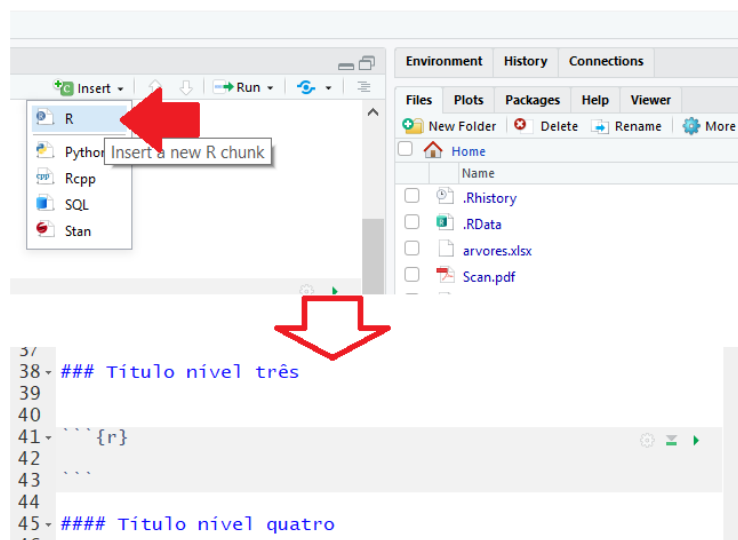 Environment History Connections
Insert Run
R
Insert a new R chunk
Rcpp
SQL
Stan
Files Plots Packages Help Viewer
New Folder Delete Rename More
Home
Name
.Rhistory
.RData
arvores.xlsx
Scan.pdf
37
38 ### Título nível três
39
40
41 ```{r}
42
43 ```
44
45 #### Título nível quatro